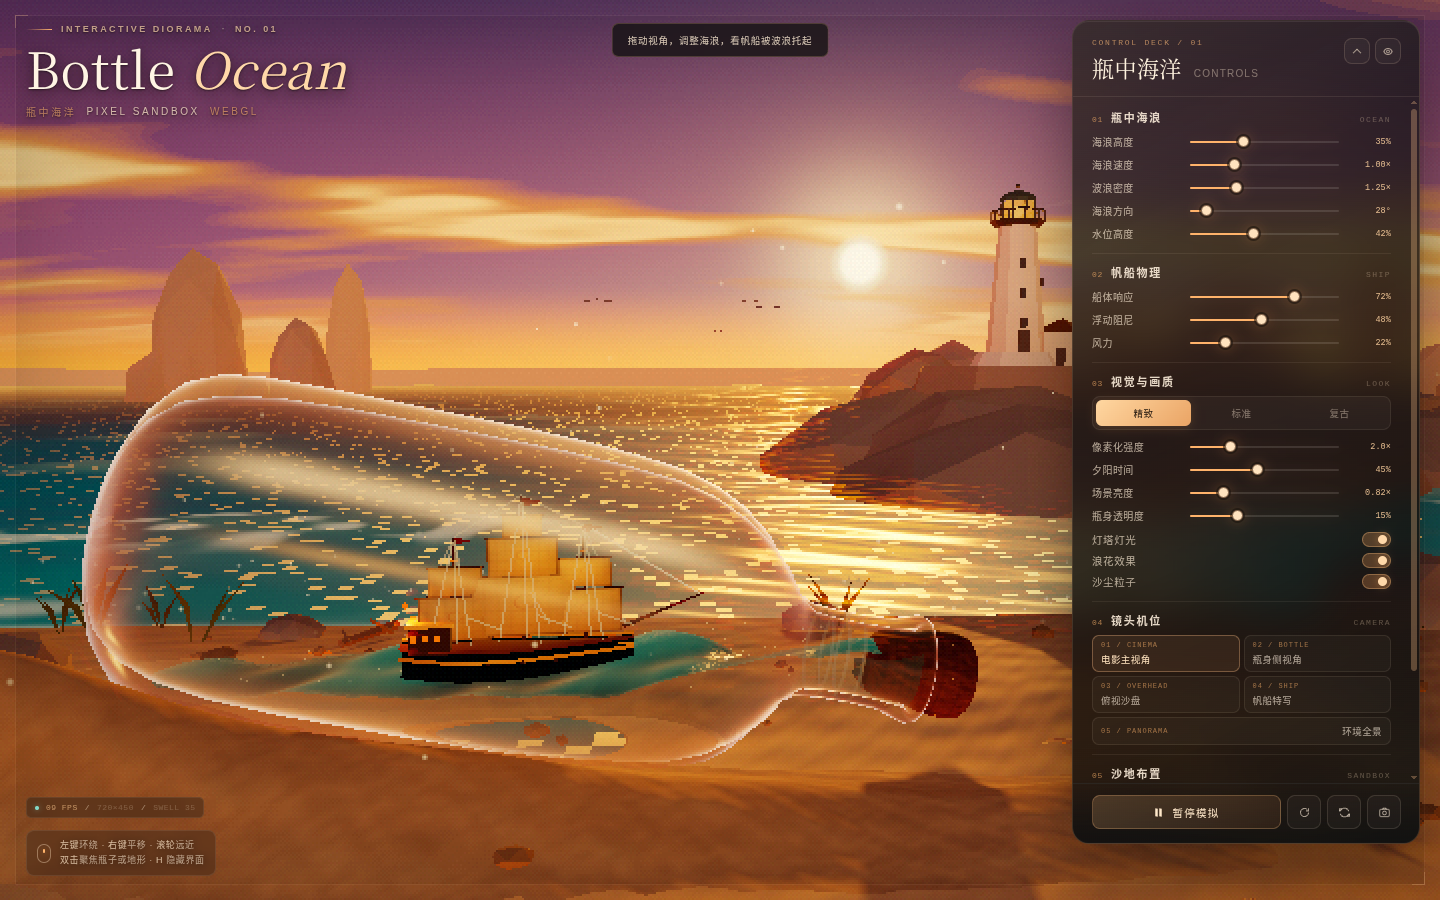 INTERACTIVE DIORAMA · NO. 01
Bottle Ocean
瓶中海洋 PIXEL SANDBOX WEBGL
拖动视角，调整海浪，看帆船被波浪托起
CONTROL DECK / 01
瓶中海洋 CONTROLS
01 瓶中海浪 OCEAN
海浪高度 35%
海浪速度 1.00×
波浪密度 1.25×
海浪方向 28°
水位高度 42%
02 帆船物理 SHIP
船体响应 72%
浮动阻尼 48%
风力 22%
03 视觉与画质 LOOK
精致 标准 复古
像素化强度 2.0×
夕阳时间 45%
场景亮度 0.82×
瓶身透明度 15%
灯塔灯光
浪花效果
沙尘粒子
04 镜头机位 CAMERA
01 / CINEMA 02 / BOTTLE
电影主视角 瓶身侧视角
03 / OVERHEAD 04 / SHIP
俯视沙盘 帆船特写
05 / PANORAMA 环境全景
05 沙地布置 SANDBOX
暂停模拟
09 FPS / 720×450 / SWELL 35
左键环绕 · 右键平移 · 滚轮远近
双击聚焦瓶子或地形 · H 隐藏界面